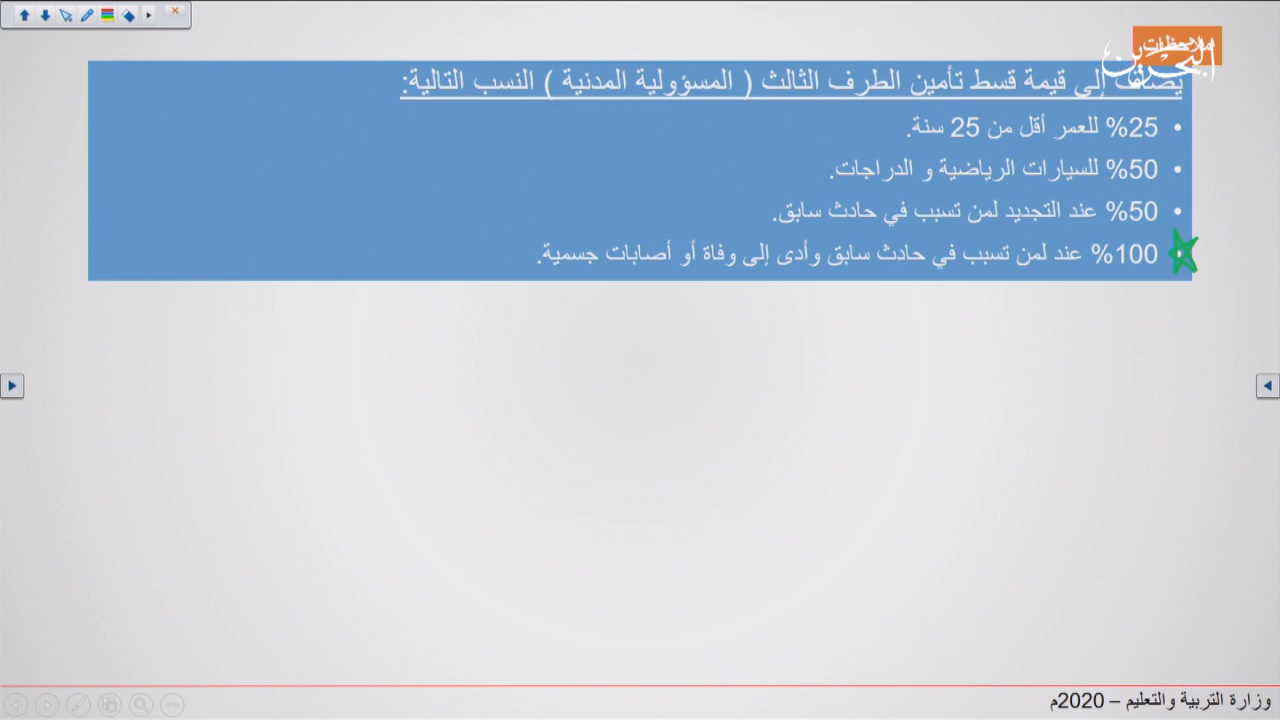 ملاحظات
البحرين
يضاف إلى قيمة قسط تأمين الطرف الثالث ( المسؤولية المدنية ) النسب التالية:
• 25% للعمر أقل من 25 سنة.
• 50% للسيارات الرياضية و الدراجات.
• 50% عند التجديد لمن تسبب في حادث سابق.
• 100% عند لمن تسبب في حادث سابق وأدى إلى وفاة أو أصابات جسمية.
وزارة التربية والتعليم – 2020م